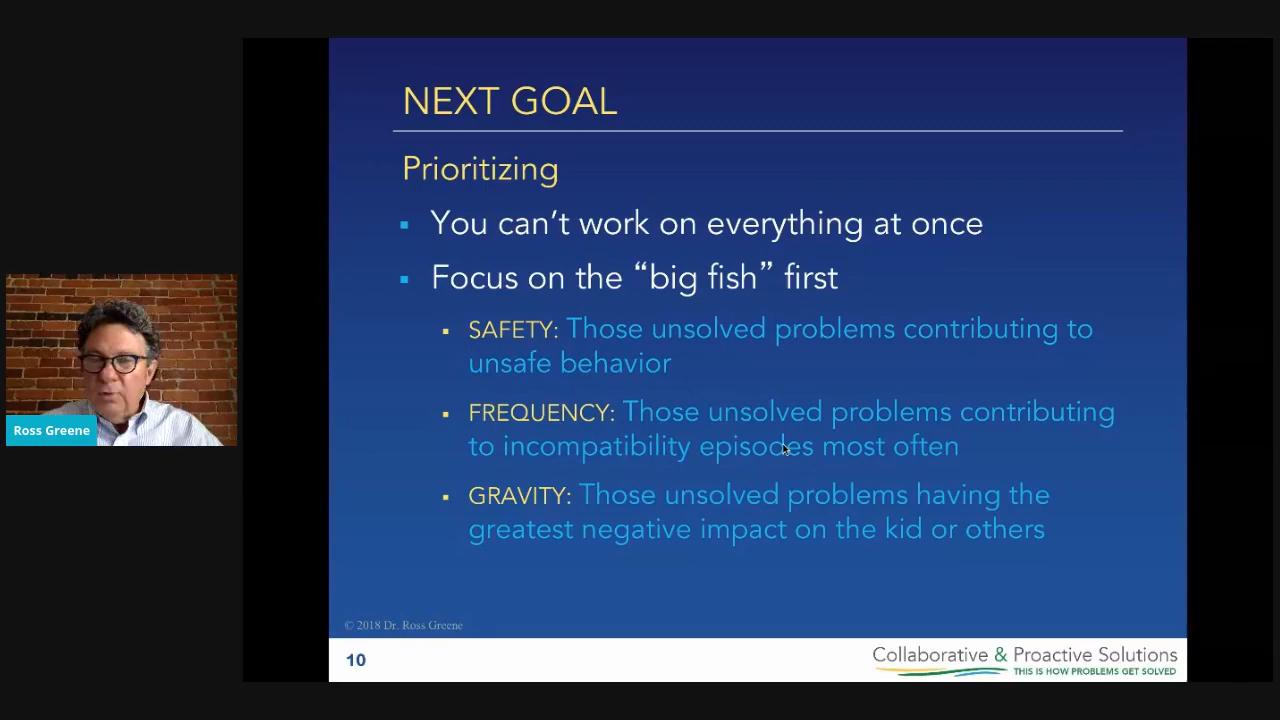 NEXT GOAL
Prioritizing
You can’t work on everything at once
Focus on the “big fish” first
SAFETY: Those unsolved problems contributing to
unsafe behavior
FREQUENCY: Those unsolved problems contributing
to incompatibility episodes most often
GRAVITY: Those unsolved problems having the
greatest negative impact on the kid or others
Ross Greene
© 2018 Dr. Ross Greene
10
Collaborative & Proactive Solutions
THIS IS HOW PROBLEMS GET SOLVED